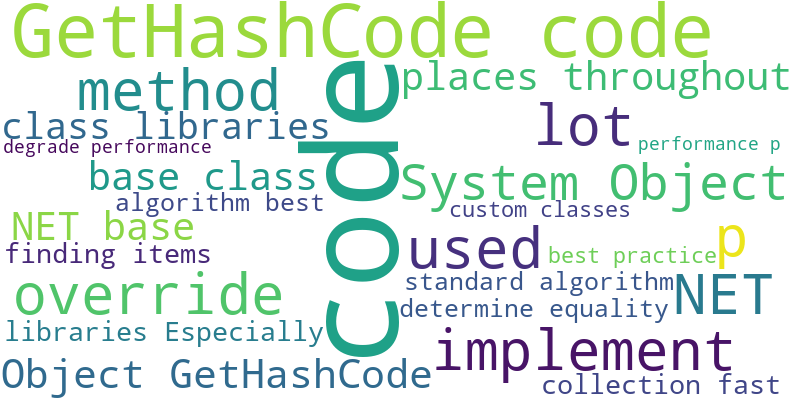 GetHashCode code
places throughout
method
lot
class libraries
degrade performance
performance p
code
base class
System Object
algorithm best
custom classes
NET base
p
used
finding items
best practice
standard algorithm
override
NET
determine equality
libraries Especially
implement
Object GetHashCode
collection fast